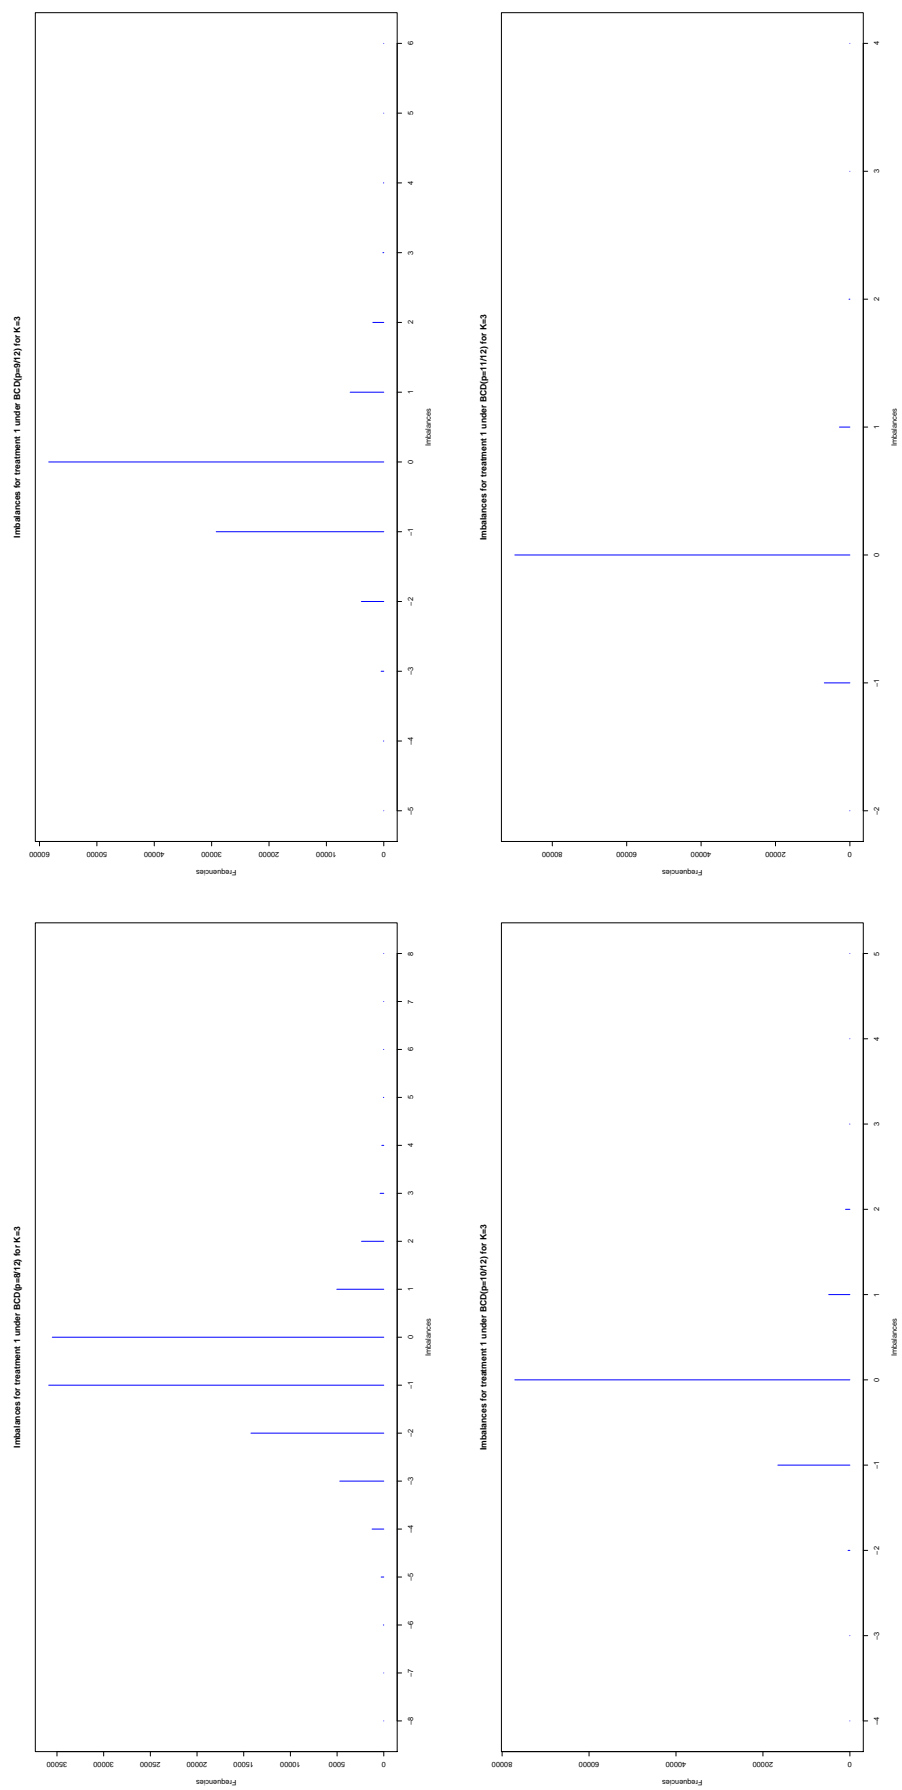 Imbalances for treatment 1 under BCD(p=8/12) for K=3
Frequencies
35000
30000
25000
20000
15000
10000
5000
0
−8 −7 −6 −5 −4 −3 −2 −1 0 1 2 3 4 5 6 7 8
Imbalances
Imbalances for treatment 1 under BCD(p=9/12) for K=3
Frequencies
60000
50000
40000
30000
20000
10000
0
−5 −4 −3 −2 −1 0 1 2 3 4 5 6
Imbalances
Imbalances for treatment 1 under BCD(p=10/12) for K=3
Frequencies
80000
60000
40000
20000
0
−4 −3 −2 −1 0 1 2 3 4 5
Imbalances
Imbalances for treatment 1 under BCD(p=11/12) for K=3
Frequencies
80000
60000
40000
20000
0
−2 −1 0 1 2 3 4
Imbalances